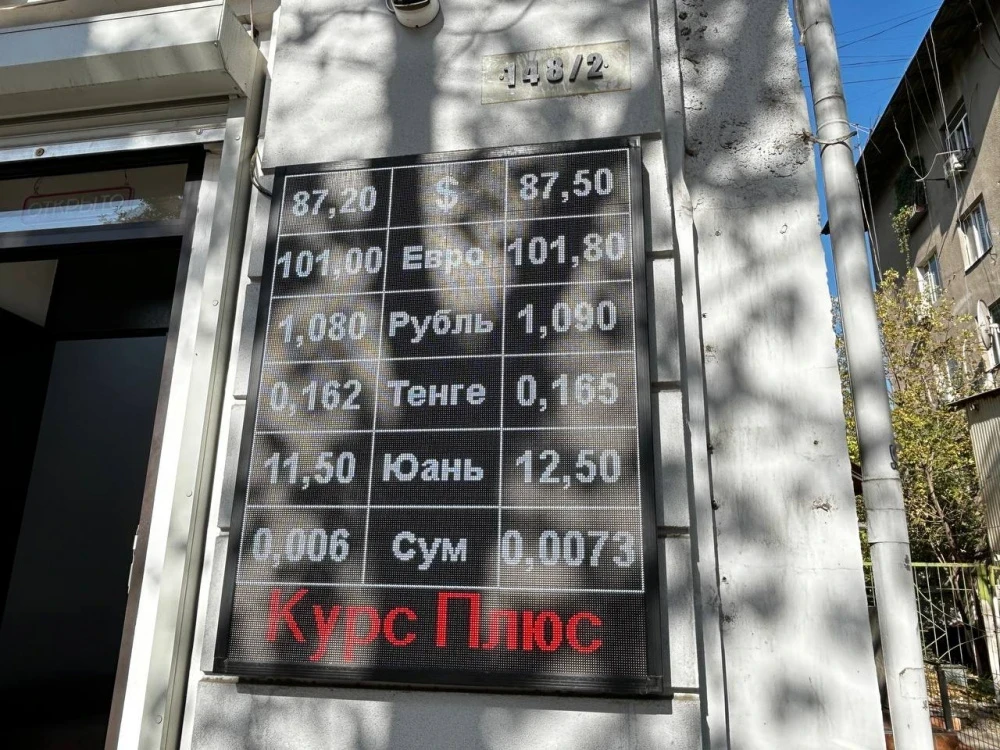 148/2
ОТКРЫТО
87,20 $ 87,50
101,00 Евро 101,80
1,080 Рубль 1,090
0,162 Тенге 0,165
11,50 Юань 12,50
0,006 Сум 0,0073
Курс Плюс